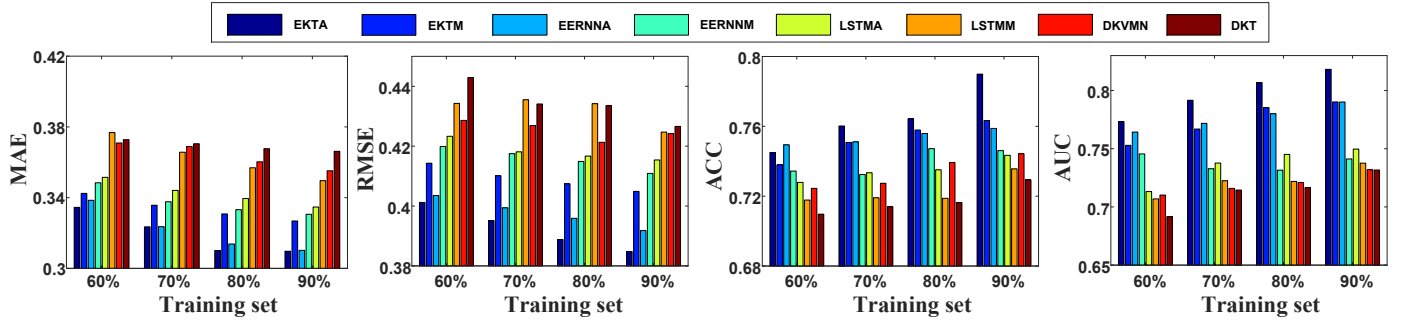 EKTA EKTM EERNNA EERNNM LSTMA LSTMM DKVMN DKT
MAE
0.42
0.38
0.34
0.3
60% 70% 80% 90%
Training set
RMSE
0.44
0.42
0.4
0.38
60% 70% 80% 90%
Training set
ACC
0.8
0.76
0.72
0.68
60% 70% 80% 90%
Training set
AUC
0.8
0.75
0.7
0.65
60% 70% 80% 90%
Training set